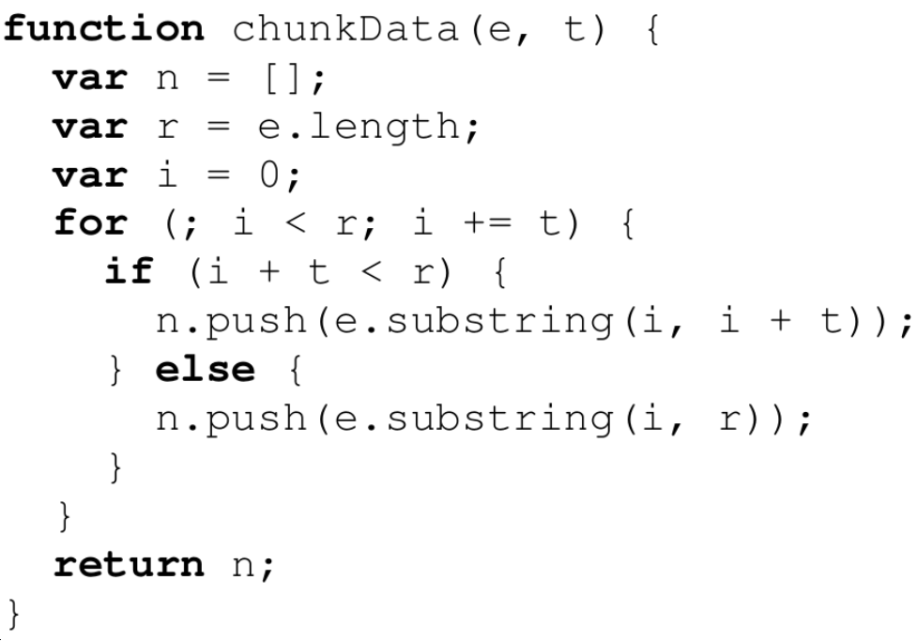 function chunkData(e, t) {
  var n = [];
  var r = e.length;
  var i = 0;
  for (; i < r; i += t) {
    if (i + t < r) {
      n.push(e.substring(i, i + t));
    } else {
      n.push(e.substring(i, r));
    }
  }
  return n;
}